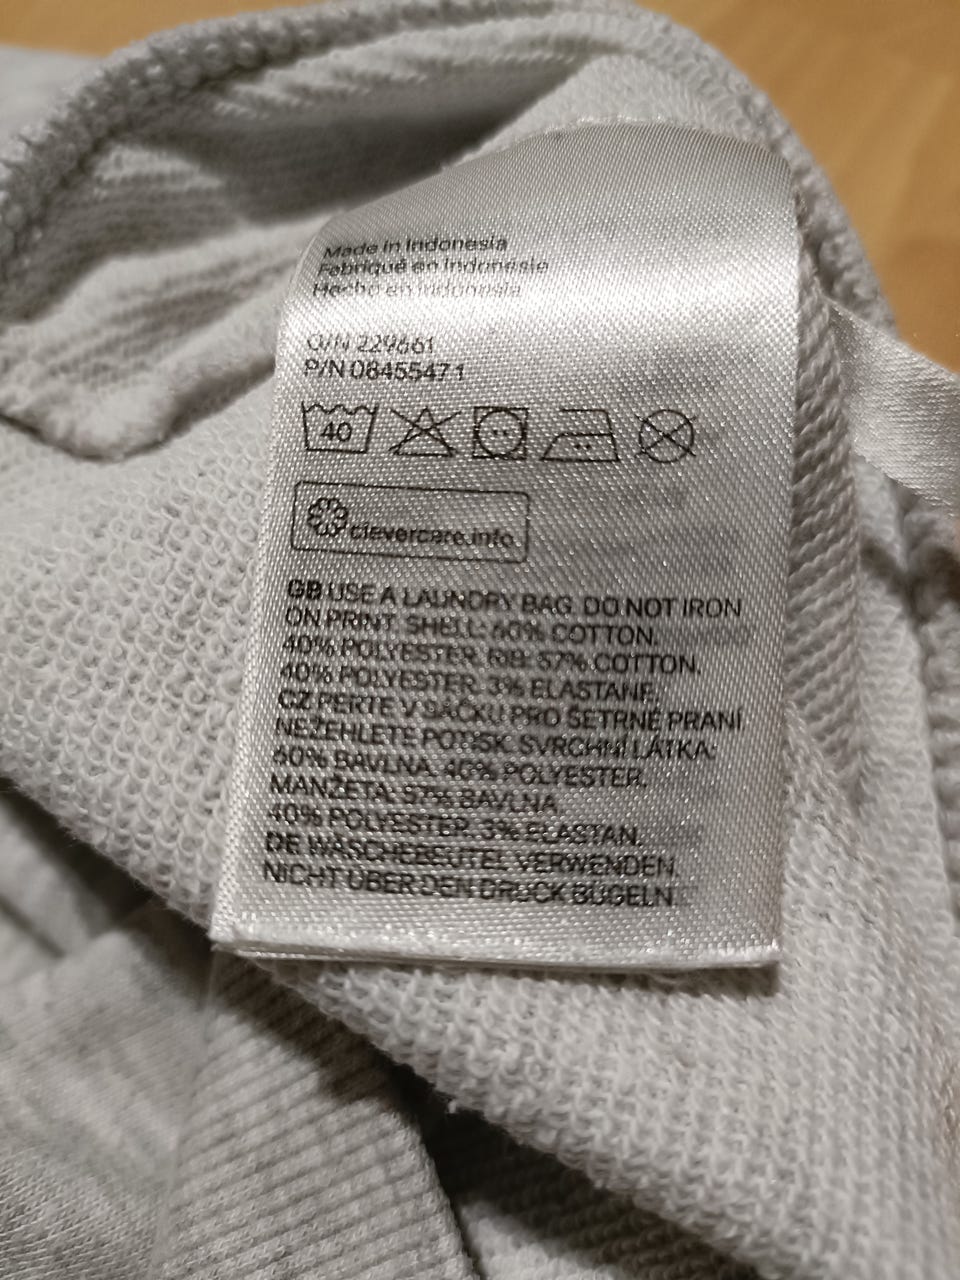 Made in Indonesia
Fabriqué en Indonésie
Hecho en Indonesia
O/N 229661
P/N 08455471
40
clevercare.info
GB USE A LAUNDRY BAG. DO NOT IRON
ON PRINT. SHELL: 60% COTTON.
40% POLYESTER. RIB: 57% COTTON.
40% POLYESTER. 3% ELASTANE.
CZ PERTE V SÁČKU PRO ŠETRNÉ PRANÍ
NEŽEHLETE POTISK. SVRCHNÍ LÁTKA:
60% BAVLNA. 40% POLYESTER.
MANŽETA: 57% BAVLNA.
40% POLYESTER. 3% ELASTAN.
DE WÄSCHEBEUTEL VERWENDEN.
NICHT ÜBER DEN DRUCK BÜGELN.